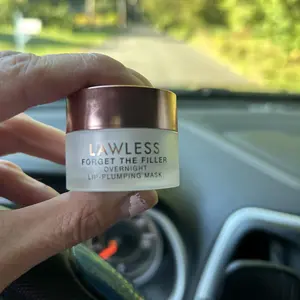 LAWLESS
FORGET THE FILLER
OVERNIGHT
LIP PLUMPING MASK